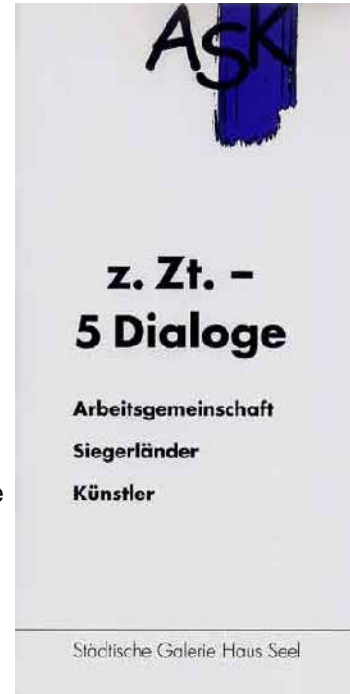 ASK
z. Zt. –
5 Dialoge
Arbeitsgemeinschaft
Siegerländer
Künstler
e
Städtische Galerie Haus Seel